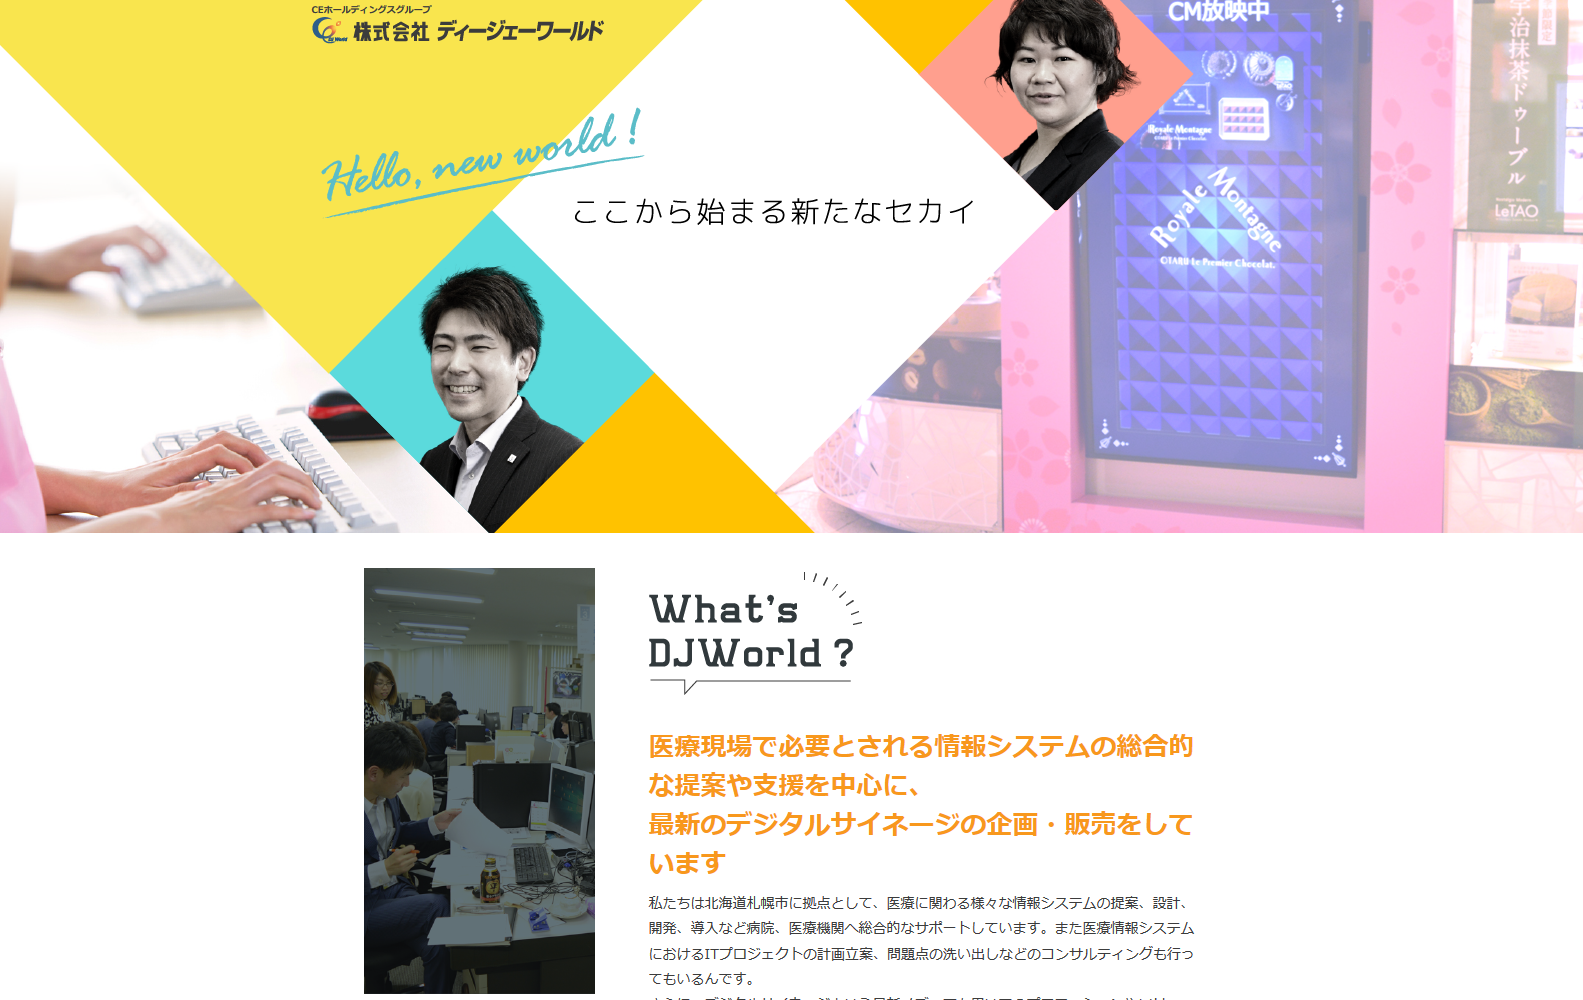 CEホールディングスグループ
株式会社 ディージェーワールド
Hello, new world !
ここから始まる新たなセカイ
CM放映中
宇治抹茶ドゥーブル
Royale Montagne
OTARU Le Premier Chocolat.
Royale Montagne
OTARU Le Premier Chocolat.
LeTAO
What's
DJWorld ?
医療現場で必要とされる情報システムの総合的
な提案や支援を中心に、
最新のデジタルサイネージの企画・販売をして
います
私たちは北海道札幌市に拠点として、医療に関わる様々な情報システムの提案、設計、
開発、導入など病院、医療機関へ総合的なサポートしています。また医療情報システム
におけるITプロジェクトの計画立案、問題点の洗い出しなどのコンサルティングも行っ
てもいるんです。